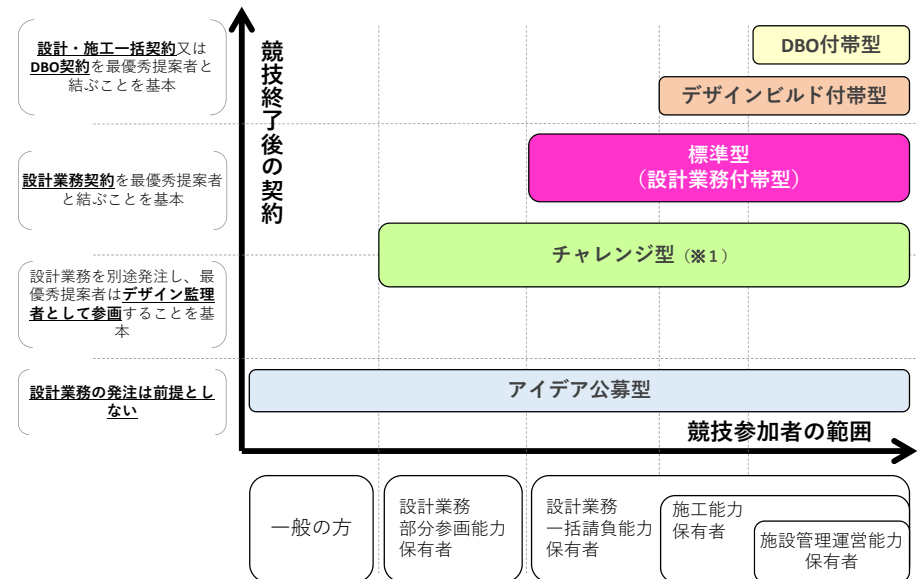 設計・施工一括契約又は
DBO契約を最優秀提案者と
結ぶことを基本
設計業務契約を最優秀提案者
と結ぶことを基本
設計業務を別途発注し、最
優秀提案者はデザイン監理
者として参画することを基
本
設計業務の発注は前提とし
ない
競技終了後の契約
DBO付帯型
デザインビルド付帯型
標準型
（設計業務付帯型）
チャレンジ型（※１）
アイデア公募型
競技参加者の範囲
一般の方
設計業務
部分参画能力
保有者
設計業務
一括請負能力
保有者
施工能力
保有者
施設管理運営能力
保有者